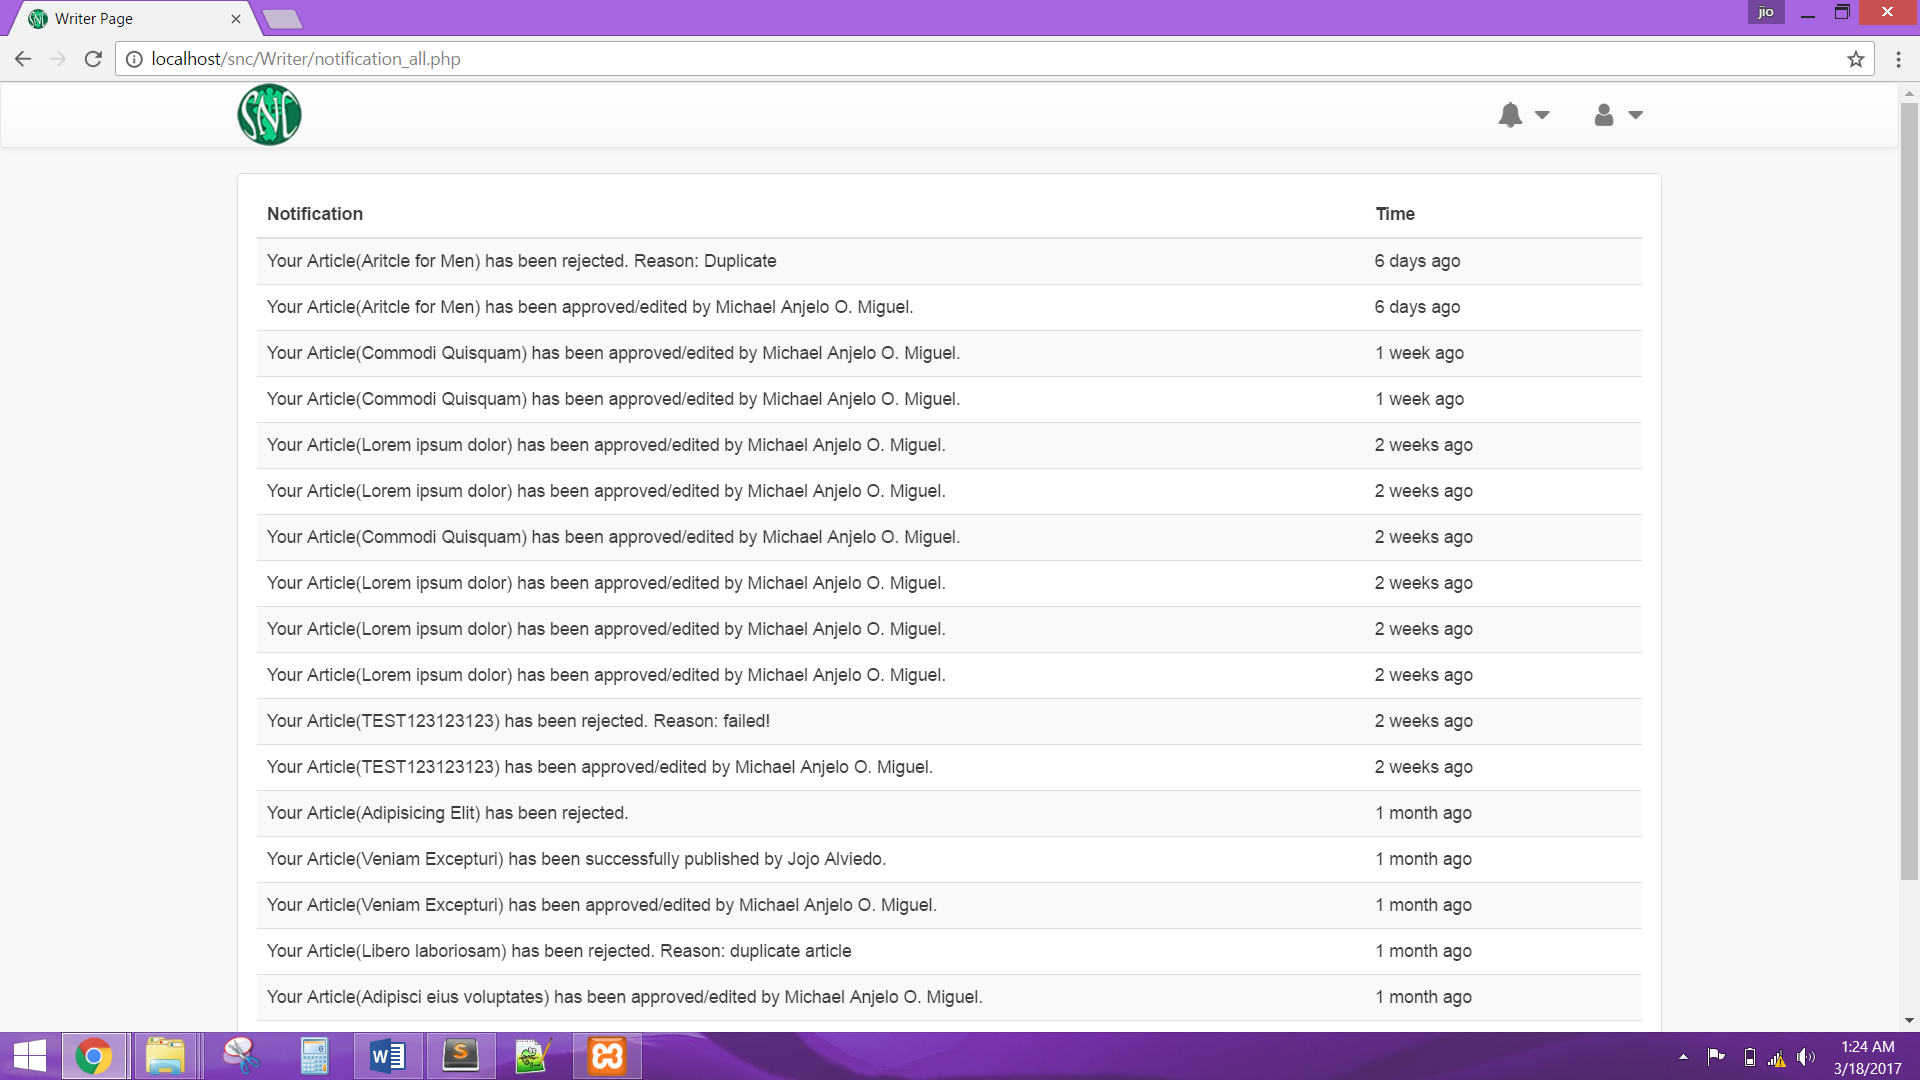 Writer Page
jio
localhost/snc/Writer/notification_all.php
SNC
Notification Time
Your Article(Aritcle for Men) has been rejected. Reason: Duplicate 6 days ago
Your Article(Aritcle for Men) has been approved/edited by Michael Anjelo O. Miguel. 6 days ago
Your Article(Commodi Quisquam) has been approved/edited by Michael Anjelo O. Miguel. 1 week ago
Your Article(Commodi Quisquam) has been approved/edited by Michael Anjelo O. Miguel. 1 week ago
Your Article(Lorem ipsum dolor) has been approved/edited by Michael Anjelo O. Miguel. 2 weeks ago
Your Article(Lorem ipsum dolor) has been approved/edited by Michael Anjelo O. Miguel. 2 weeks ago
Your Article(Commodi Quisquam) has been approved/edited by Michael Anjelo O. Miguel. 2 weeks ago
Your Article(Lorem ipsum dolor) has been approved/edited by Michael Anjelo O. Miguel. 2 weeks ago
Your Article(Lorem ipsum dolor) has been approved/edited by Michael Anjelo O. Miguel. 2 weeks ago
Your Article(Lorem ipsum dolor) has been approved/edited by Michael Anjelo O. Miguel. 2 weeks ago
Your Article(TEST123123123) has been rejected. Reason: failed! 2 weeks ago
Your Article(TEST123123123) has been approved/edited by Michael Anjelo O. Miguel. 2 weeks ago
Your Article(Adipisicing Elit) has been rejected. 1 month ago
Your Article(Veniam Excepturi) has been successfully published by Jojo Alviedo. 1 month ago
Your Article(Veniam Excepturi) has been approved/edited by Michael Anjelo O. Miguel. 1 month ago
Your Article(Libero laboriosam) has been rejected. Reason: duplicate article 1 month ago
Your Article(Adipisci eius voluptates) has been approved/edited by Michael Anjelo O. Miguel. 1 month ago
1:24 AM
3/18/2017